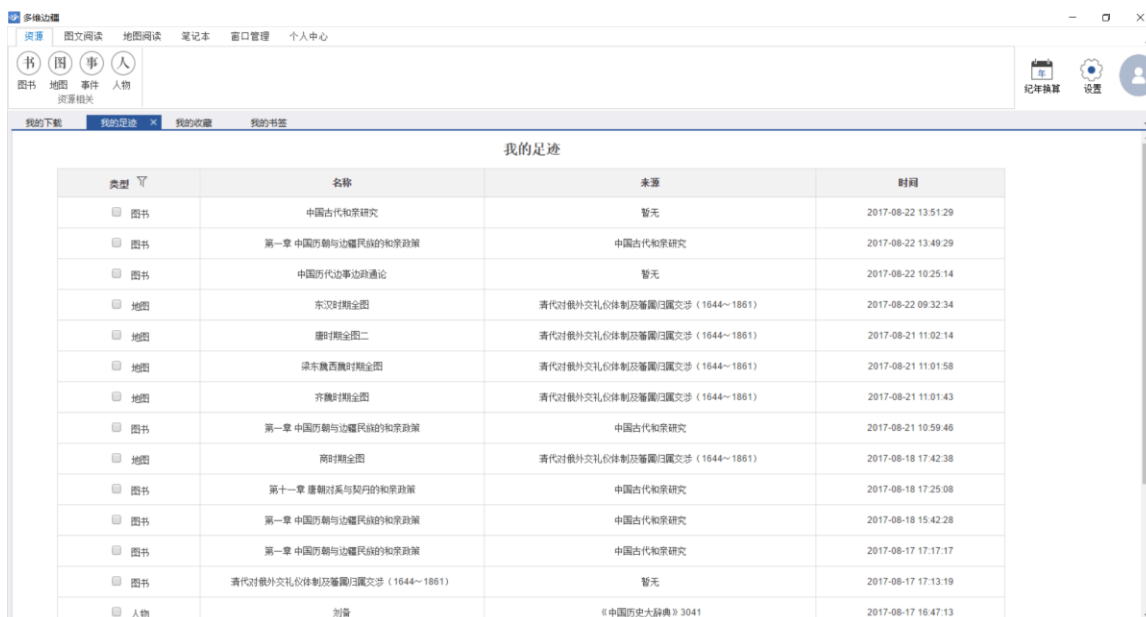 多维边疆
资源 图文阅读 地图阅读 笔记本 窗口管理 个人中心
书 图 事 人
年
图书 地图 事件 人物
纪年换算 设置
资源相关
我的下载 我的足迹 × 我的收藏 我的书签
我的足迹
类型 名称 来源 时间
图书 中国古代和亲研究 暂无 2017-08-22 13:51:29
图书 第一章 中国历朝与边疆民族的和亲政策 中国古代和亲研究 2017-08-22 13:49:29
图书 中国历代边事边政通论 暂无 2017-08-22 10:25:14
地图 东汉时期全图 清代对俄外交礼仪体制及藩属归属交涉（1644～1861） 2017-08-22 09:32:34
地图 唐时期全图二 清代对俄外交礼仪体制及藩属归属交涉（1644～1861） 2017-08-21 11:02:14
地图 梁东魏西魏时期全图 清代对俄外交礼仪体制及藩属归属交涉（1644～1861） 2017-08-21 11:01:58
地图 齐魏时期全图 清代对俄外交礼仪体制及藩属归属交涉（1644～1861） 2017-08-21 11:01:43
图书 第一章 中国历朝与边疆民族的和亲政策 中国古代和亲研究 2017-08-21 10:59:46
地图 商时期全图 清代对俄外交礼仪体制及藩属归属交涉（1644～1861） 2017-08-18 17:42:38
图书 第十一章 唐朝对奚与契丹的和亲政策 中国古代和亲研究 2017-08-18 17:25:08
图书 第一章 中国历朝与边疆民族的和亲政策 中国古代和亲研究 2017-08-18 15:42:28
图书 第一章 中国历朝与边疆民族的和亲政策 中国古代和亲研究 2017-08-17 17:17:17
图书 清代对俄外交礼仪体制及藩属归属交涉（1644～1861） 暂无 2017-08-17 17:13:19
人物 刘备 《中国历史大辞典》3041 2017-08-17 16:47:13